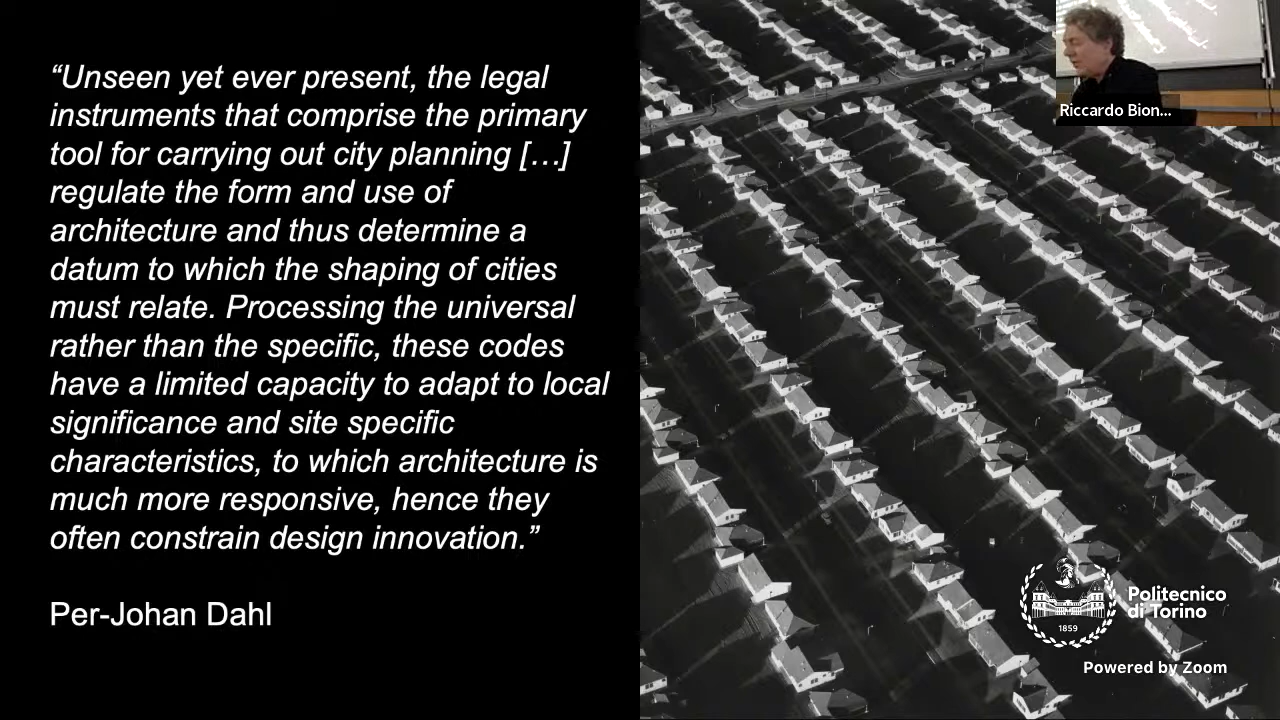 “Unseen yet ever present, the legal
instruments that comprise the primary
tool for carrying out city planning […]
regulate the form and use of
architecture and thus determine a
datum to which the shaping of cities
must relate. Processing the universal
rather than the specific, these codes
have a limited capacity to adapt to local
significance and site specific
characteristics, to which architecture is
much more responsive, hence they
often constrain design innovation.”
Per-Johan Dahl
Riccardo Bion...
Politecnico
di Torino
1859
Powered by Zoom